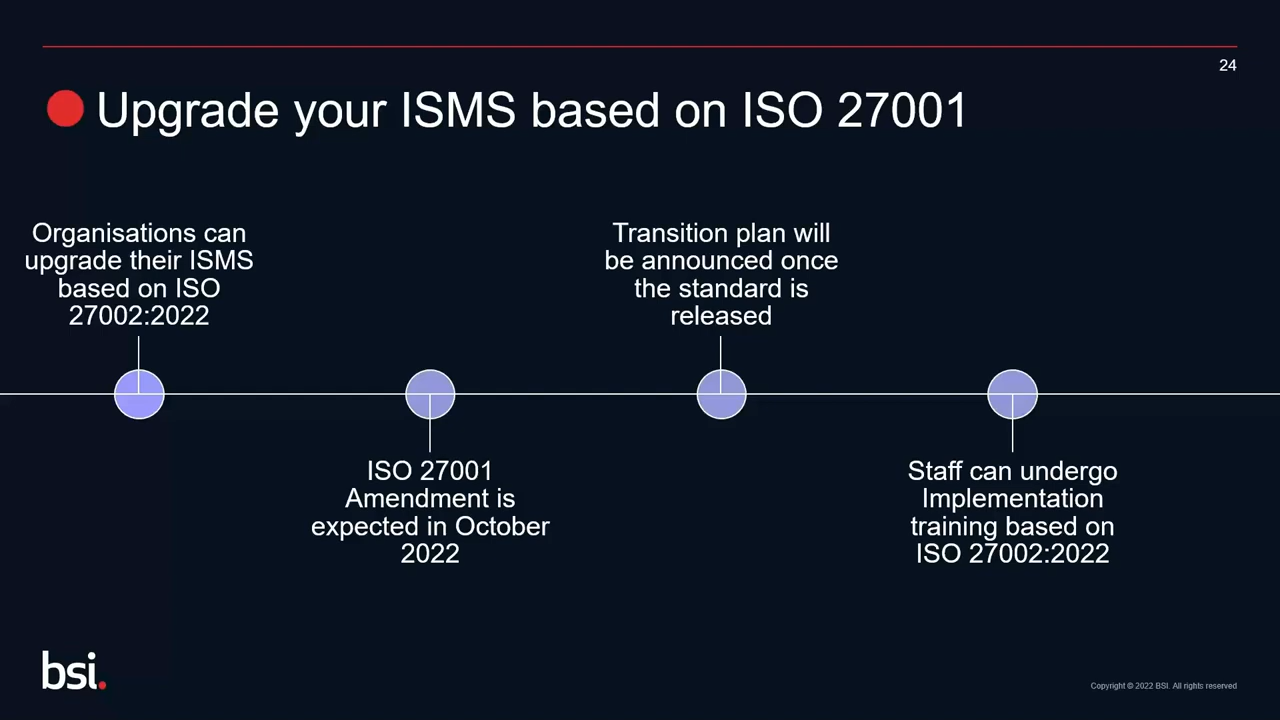 24
Upgrade your ISMS based on ISO 27001
Organisations can
upgrade their ISMS
based on ISO
27002:2022
ISO 27001
Amendment is
expected in October
2022
Transition plan will
be announced once
the standard is
released
Staff can undergo
Implementation
training based on
ISO 27002:2022
bsi.
Copyright © 2022 BSI. All rights reserved